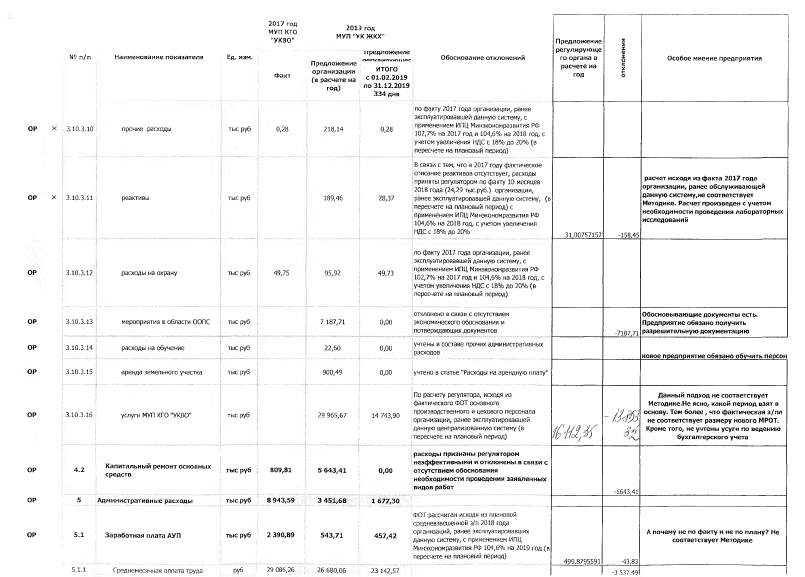 2017 год
МУП КГО
"УКВО"
2019 год
МУП "УК ЖКХ"
№ п/п
Наименование показателя
Ед. изм.
Факт
Предложение
организации
(в расчете на
год)
Предложение
ИТОГО
с 01.02.2019
по 31.12.2019
334 дня
Обоснование отклонений
Предложение
регулирующе
го органа в
расчете на
год
отклонения
Особое мнение предприятия
ОР × 3.10.3.10 прочие расходы тыс руб 0,28 218,14 0,28
по факту 2017 года организации, ранее
эксплуатировавшей данную систему, с
применением ИПЦ Минэкономразвития РФ
102,7% на 2017 год и 104,6% на 2018 год, с
учетом увеличения НДС с 18% до 20% (в
пересчете на плановый период)
ОР × 3.10.3.11 реактивы тыс руб 189,46 28,37
В связи с тем, что в 2017 году фактическое
списание реактивов отсутствует, расходы
приняты регулятором по факту 10 месяцев
2018 года (24,29 тыс.руб.) организации,
ранее эксплуатировавшей данную систему, (в
пересчете на плановый период) с
применением ИПЦ Минэкономразвития РФ
104,6% на 2018 год, с учетом увеличения
НДС с 18% до 20%
31,00757152 -158,45
расчет исходя из факта 2017 года
организации, ранее обслуживающей
данную систему,не соответствует
Методике. Расчет произведен с учетом
необходимости проведения лабораторных
исследований
ОР 3.10.3.12 расходы на охрану тыс руб 49,75 95,92 49,73
по факту 2017 года организации, ранее
эксплуатировавшей данную систему, с
применением ИПЦ Минэкономразвития РФ
102,7% на 2017 год и 104,6% на 2018 год, с
учетом увеличения НДС с 18% до 20% (в
пересчете на плановый период)
ОР 3.10.3.13 мероприятия в области ООПС тыс руб 7 187,71 0,00
отклонено в связи с отсутствием
экономического обоснования и
потверждающих документов
-7187,71
Обосновывающие документы есть.
Предприятие обязано получить
разрешительную документацию
ОР 3.10.3.14 расходы на обучение тыс руб 22,60 0,00
учтены в составе прочих административных
расходов
новое предприятие обязано обучить персон
ОР 3.10.3.15 аренда земельного участка тыс руб 900,49 0,00 учтено в статье "Расходы на арендную плату"
ОР 3.10.3.16 услуги МУП КГО "УКВО" тыс руб 29 965,67 14 743,90
По расчету регулятора, исходя из
фактического ФОТ основного
производственного и цехового персонала
организации, ранее эксплуатировавшей
данную централизованную систему (в
пересчете на плановый период)
16 112,35
-13 853
32
Данный подход не соответствует
Методике.Не ясно, какой период взят в
основу. Тем более , что фактическая з/пл
не соответствует размеру нового МРОТ.
Кроме того, не учтены усуги по ведению
бухгалтерского учета
ОР 4.2 Капитальный ремонт основных
средств тыс руб 809,81 5 643,41 0,00
расходы признаны регулятором
неэффективными и отклонены в связи с
отсутствием обоснования
необходимости проведения заявленных
видов работ
-5643,41
ОР 5 Административные расходы тыс руб 8 943,59 3 451,68 1 677,30
ОР 5.1 Заработная плата АУП тыс руб 2 390,89 543,71 457,42
ФОТ рассчитан исходя из плановой
средневзвешенной з/п 2018 года
организаций, ранее эксплуатировавших
данную систему, с применением ИПЦ
Минэкономразвития РФ 104,6% на 2019 год (в
пересчете на плановый период)
499,8795591 -43,83
А почему не по факту и не по плану? Не
соответствует Методике
5.1.1 Среднемесячная оплата труда руб 29 086,26 26 680,06 23 142,57 -3 537,49